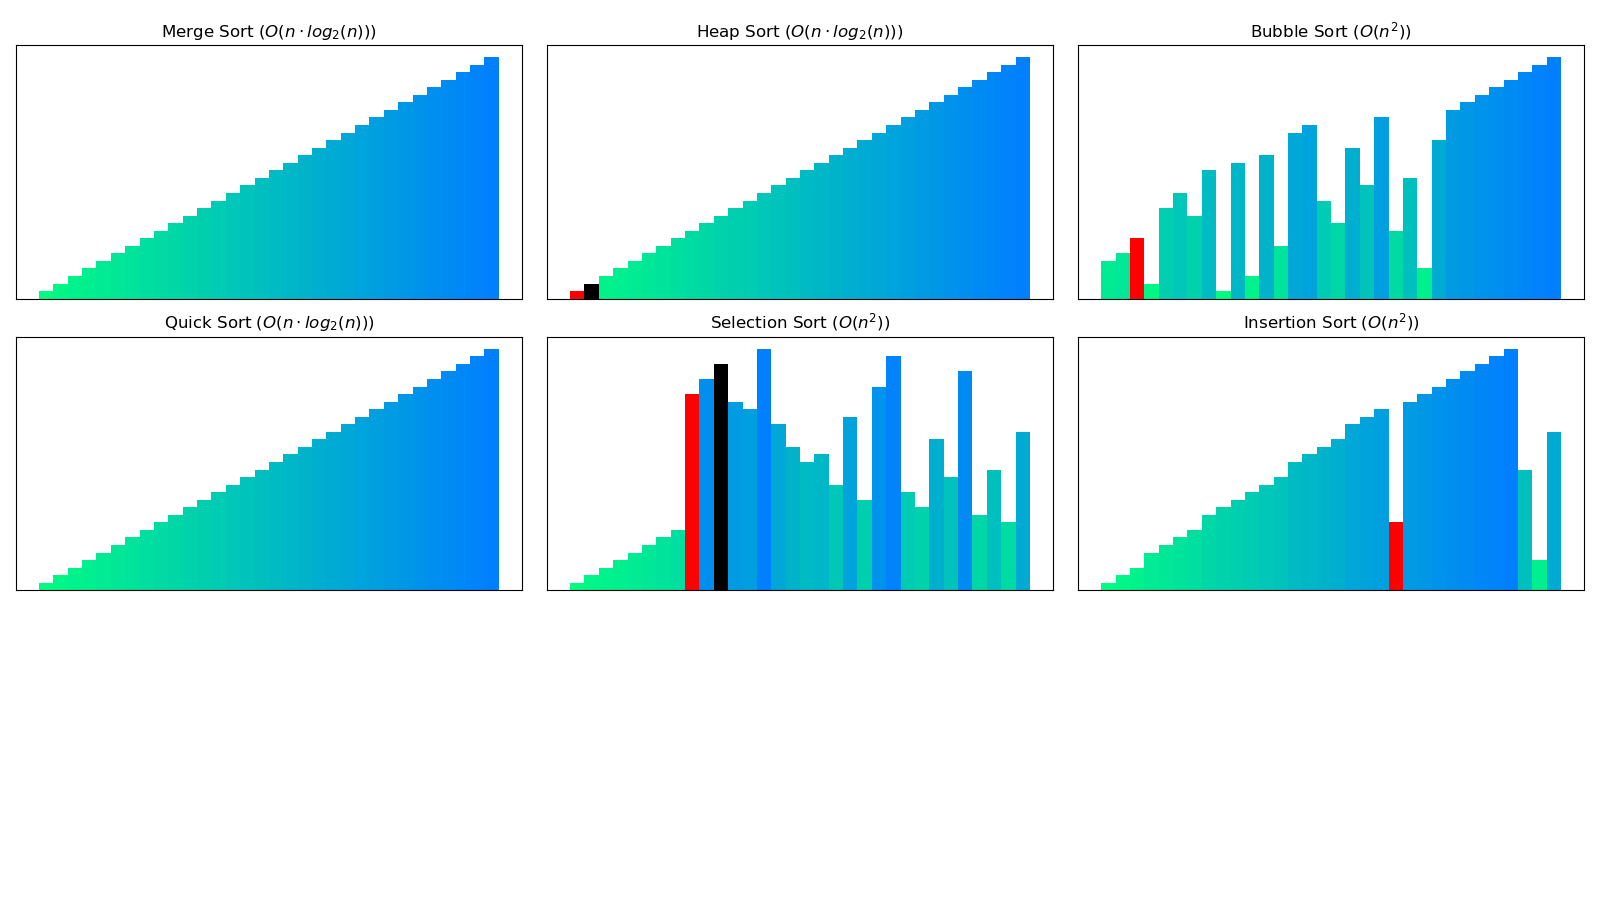 Merge Sort (O(n · log₂(n)))
Heap Sort (O(n · log₂(n)))
Bubble Sort (O(n²))
Quick Sort (O(n · log₂(n)))
Selection Sort (O(n²))
Insertion Sort (O(n²))